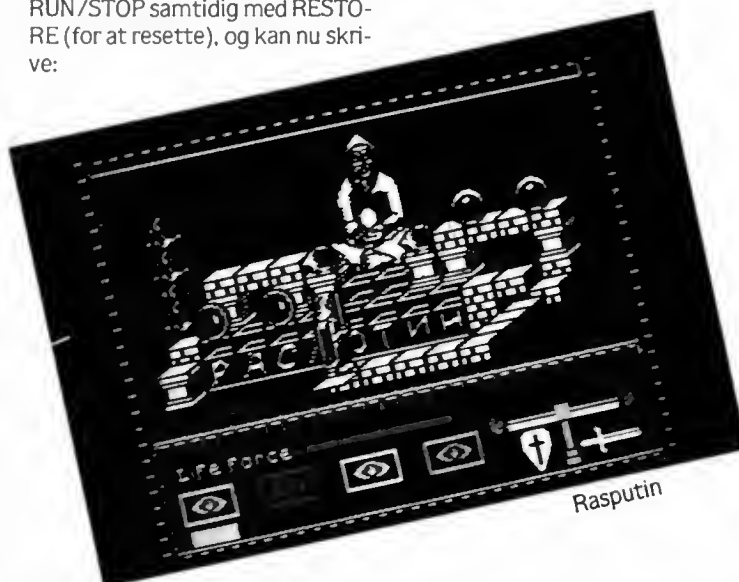 RUN/STOP samtidig med RESTO-
RE (for at resette), og kan nu skri-
ve:
Life Force
Rasputin